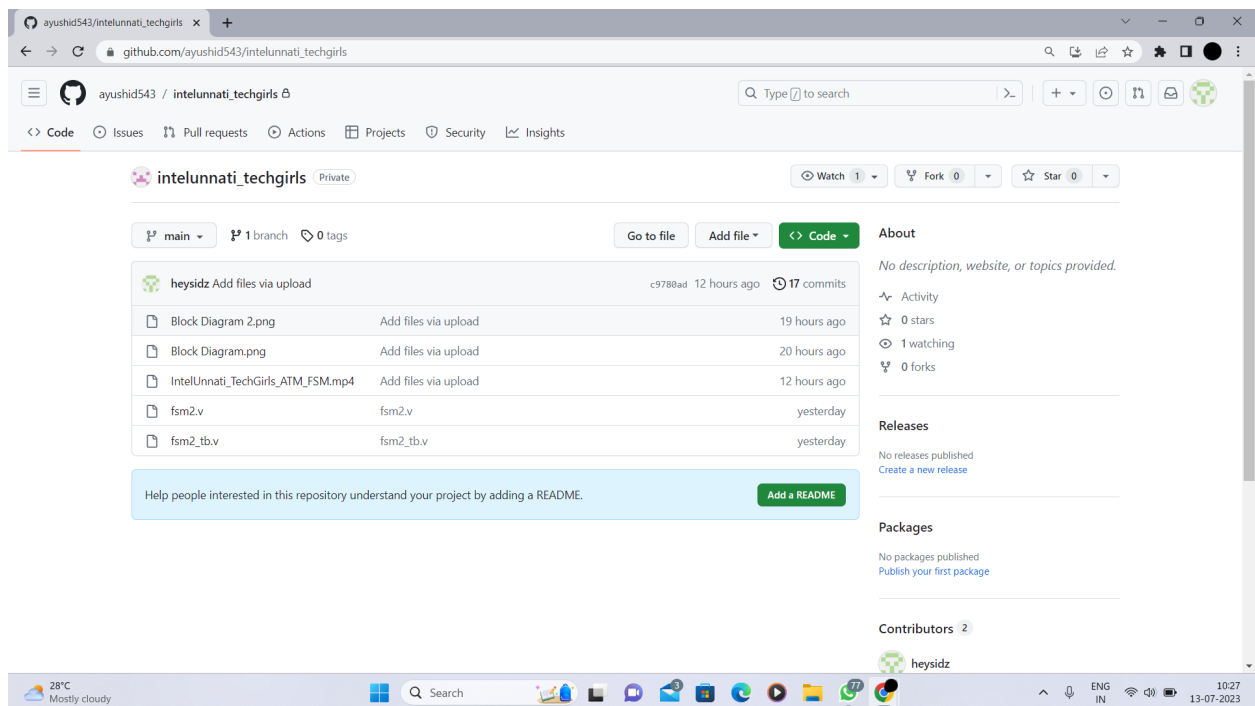 ayushid543/intelunnati_techgirls
github.com/ayushid543/intelunnati_techgirls
ayushid543 / intelunnati_techgirls
Type / to search
Code Issues Pull requests Actions Projects Security Insights
intelunnati_techgirls Private
Watch 1 Fork 0 Star 0
main 1 branch 0 tags Go to file Add file Code
heysidz Add files via upload c9780ad 12 hours ago 17 commits
Block Diagram 2.png Add files via upload 19 hours ago
Block Diagram.png Add files via upload 20 hours ago
IntelUnnati_TechGirls_ATM_FSM.mp4 Add files via upload 12 hours ago
fsm2.v fsm2.v yesterday
fsm2_tb.v fsm2_tb.v yesterday
Help people interested in this repository understand your project by adding a README. Add a README
About
No description, website, or topics provided.
Activity
0 stars
1 watching
0 forks
Releases
No releases published
Create a new release
Packages
No packages published
Publish your first package
Contributors 2
heysidz
28°C
Mostly cloudy
Search
3
77
ENG
IN
10:27
13-07-2023